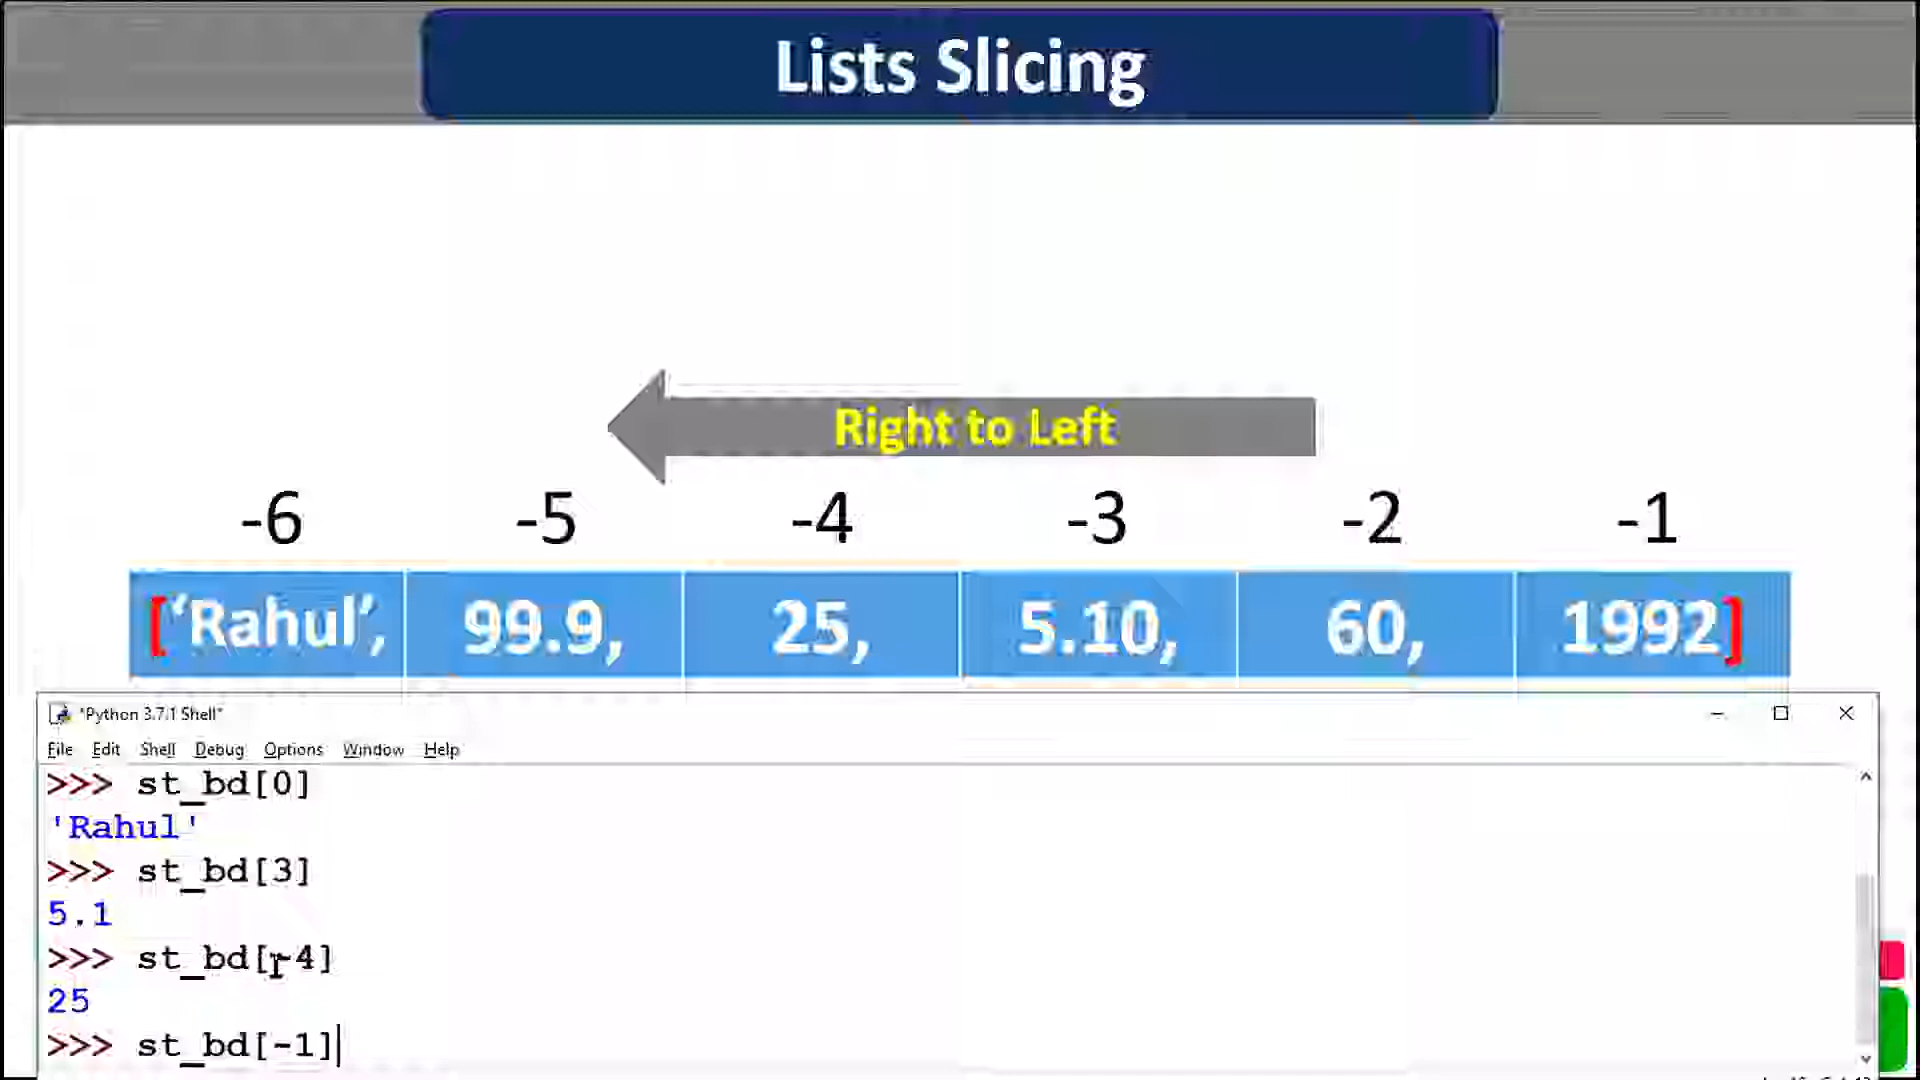 Lists Slicing
Right to Left
-6 -5 -4 -3 -2 -1
[‘Rahul’, 99.9, 25, 5.10, 60, 1992]
*Python 3.7.1 Shell*
File Edit Shell Debug Options Window Help
>>> st_bd[0]
'Rahul'
>>> st_bd[3]
5.1
>>> st_bd[-4]
25
>>> st_bd[-1]